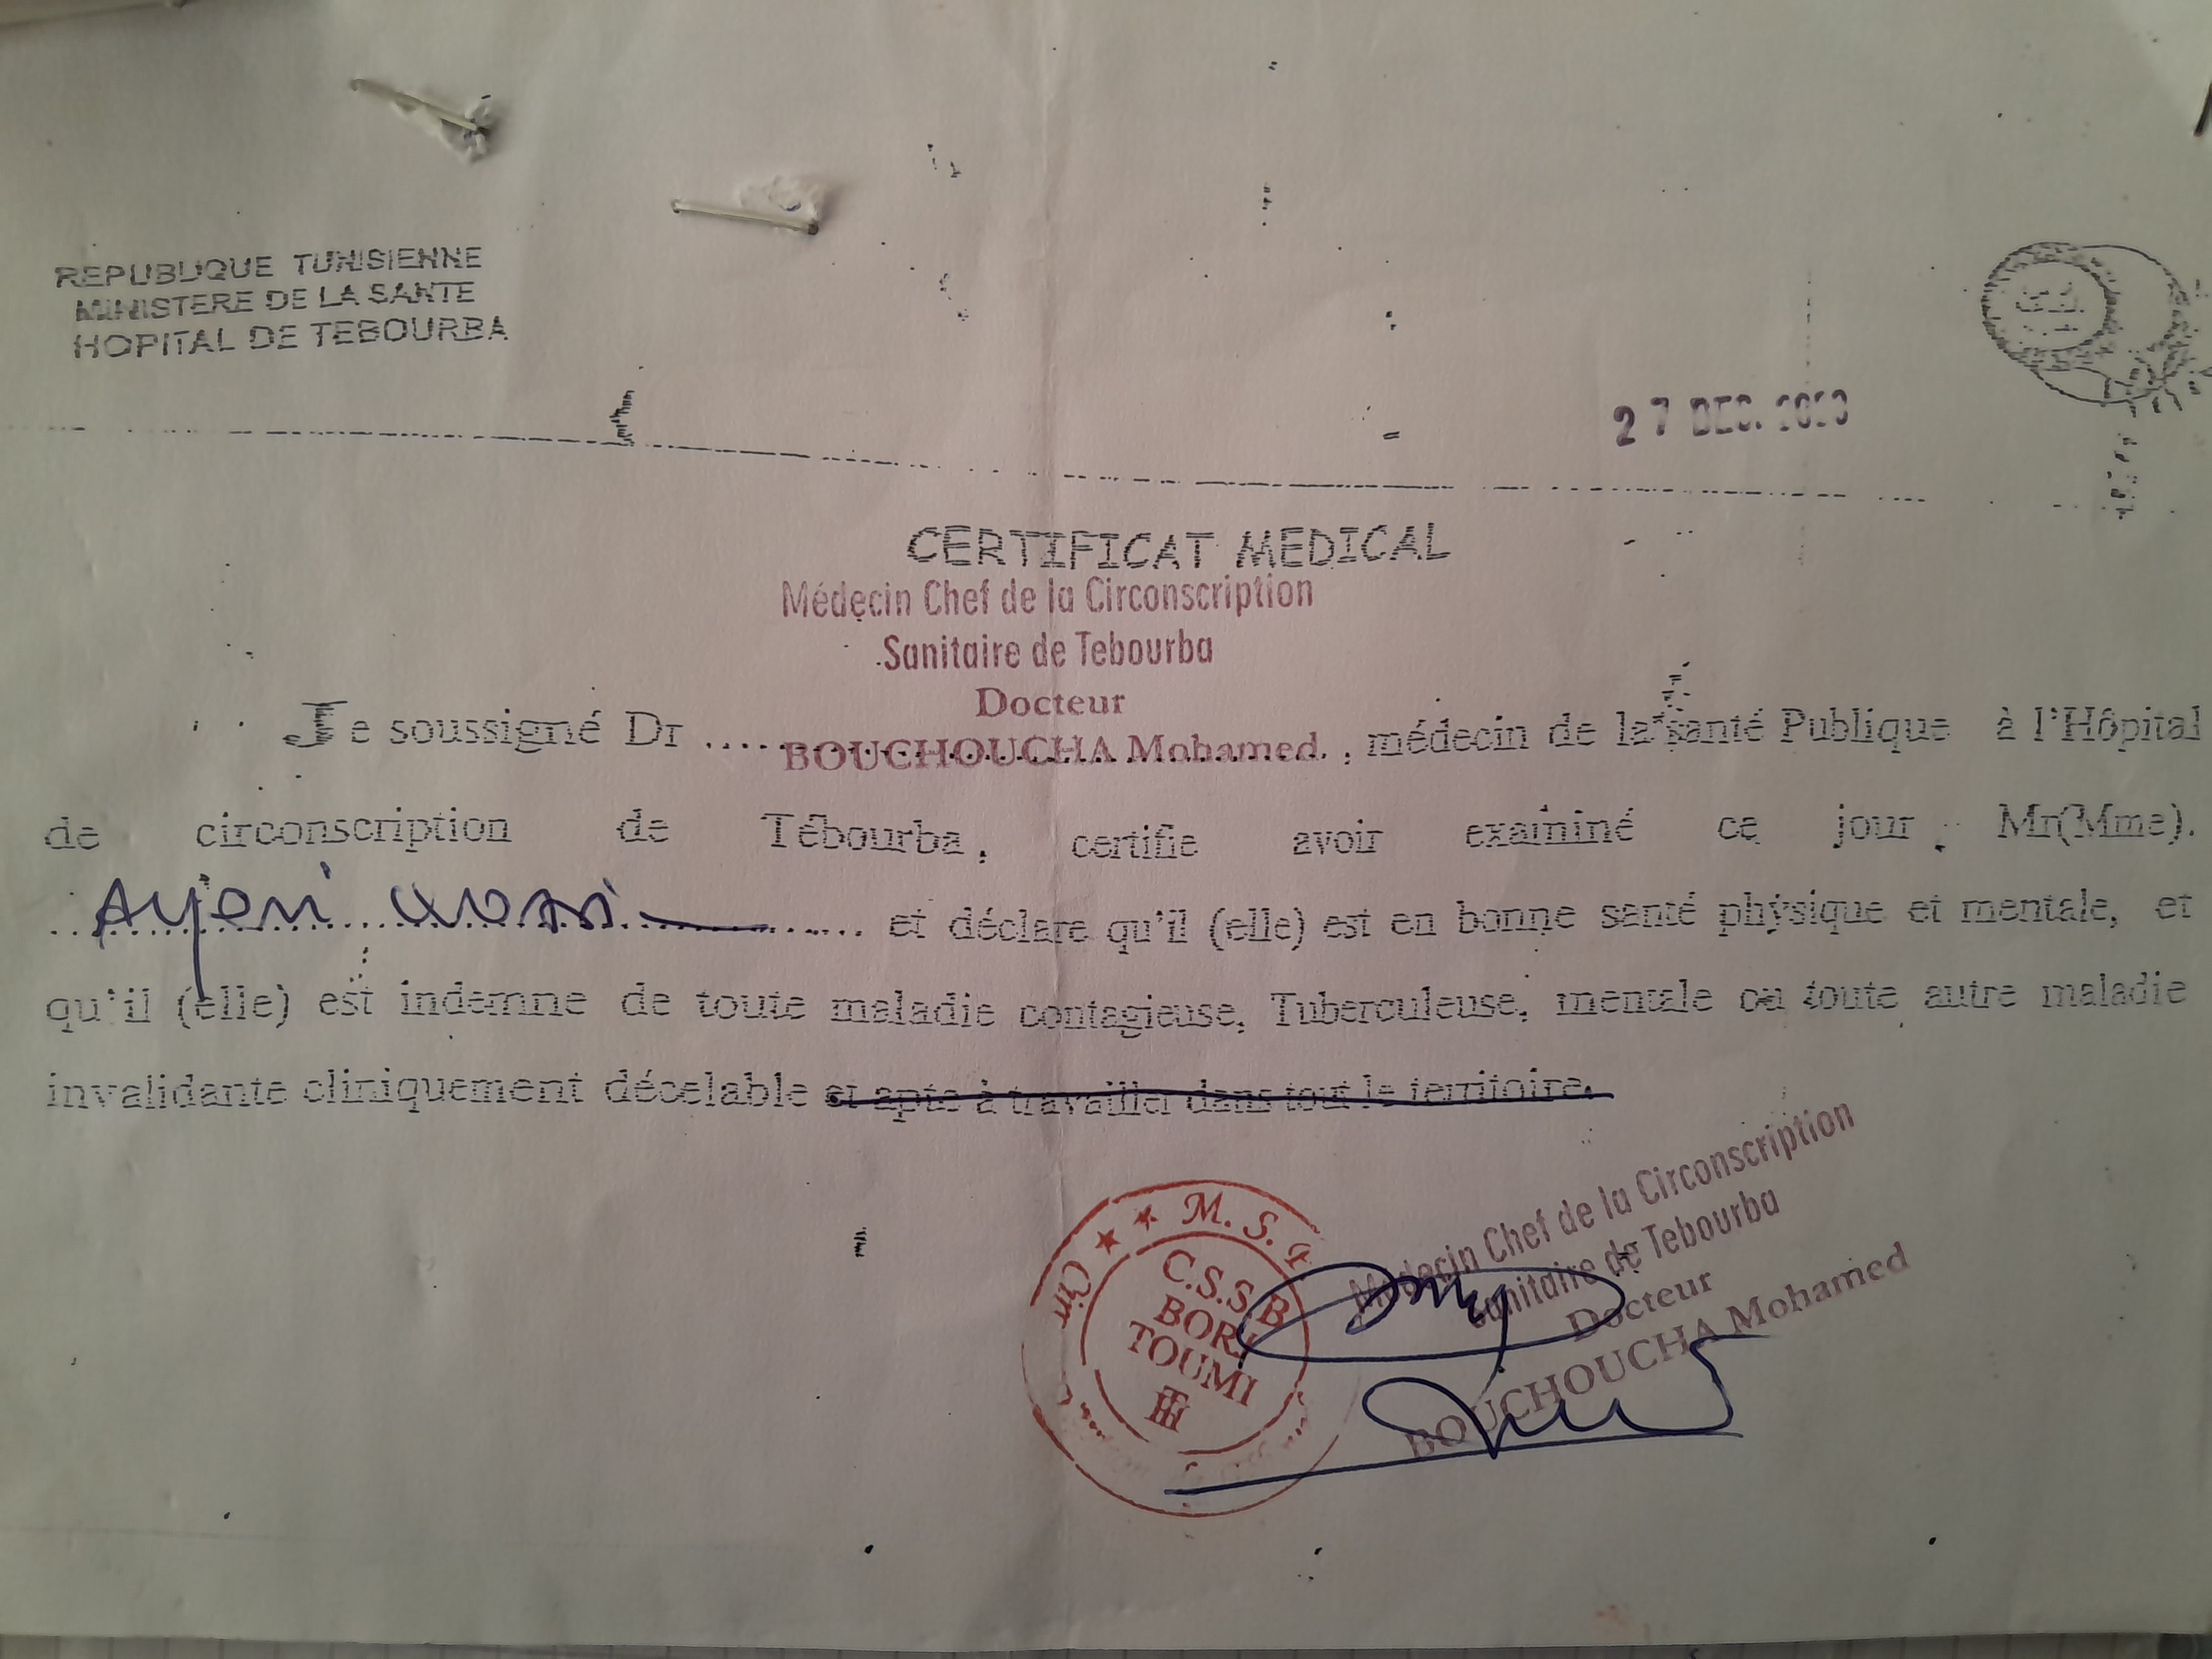 REPUBLIQUE TUNISIENNE
MINISTERE DE LA SANTE
HOPITAL DE TEBOURBA
27 DEC.
CERTIFICAT MEDICAL
Médecin Chef de la Circonscription
Sanitaire de Tebourba
Docteur
Je soussigné Dr ..... BOUCHOUCHA Mohamed , médecin de la santé Publique à l'Hôpital
de circonscription de Tébourba, certifie avoir examiné ce jour, Mr(Mme).
et déclare qu'il (elle) est en bonne santé physique et mentale, et
qu'il (elle) est indemne de toute maladie contagieuse, Tuberculeuse, mentale ou toute autre maladie
invalidante cliniquement décelable et apte à travailler dans tout le territoire.
M. S.
Cir
C.S.S.B
BORJ
TOUMI
Médecin Chef de la Circonscription
Sanitaire de Tebourba
Docteur
BOUCHOUCHA Mohamed